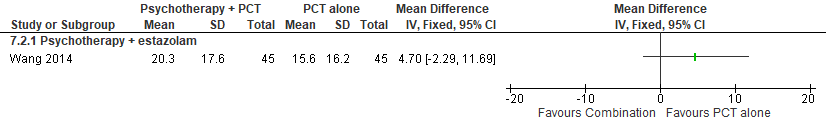 Psychotherapy + PCT PCT alone Mean Difference Mean Difference
Study or Subgroup Mean SD Total Mean SD Total IV, Fixed, 95% CI IV, Fixed, 95% CI
7.2.1 Psychotherapy + estazolam
Wang 2014 20.3 17.6 45 15.6 16.2 45 4.70 [-2.29, 11.69]
-20 -10 0 10 20
Favours Combination Favours PCT alone